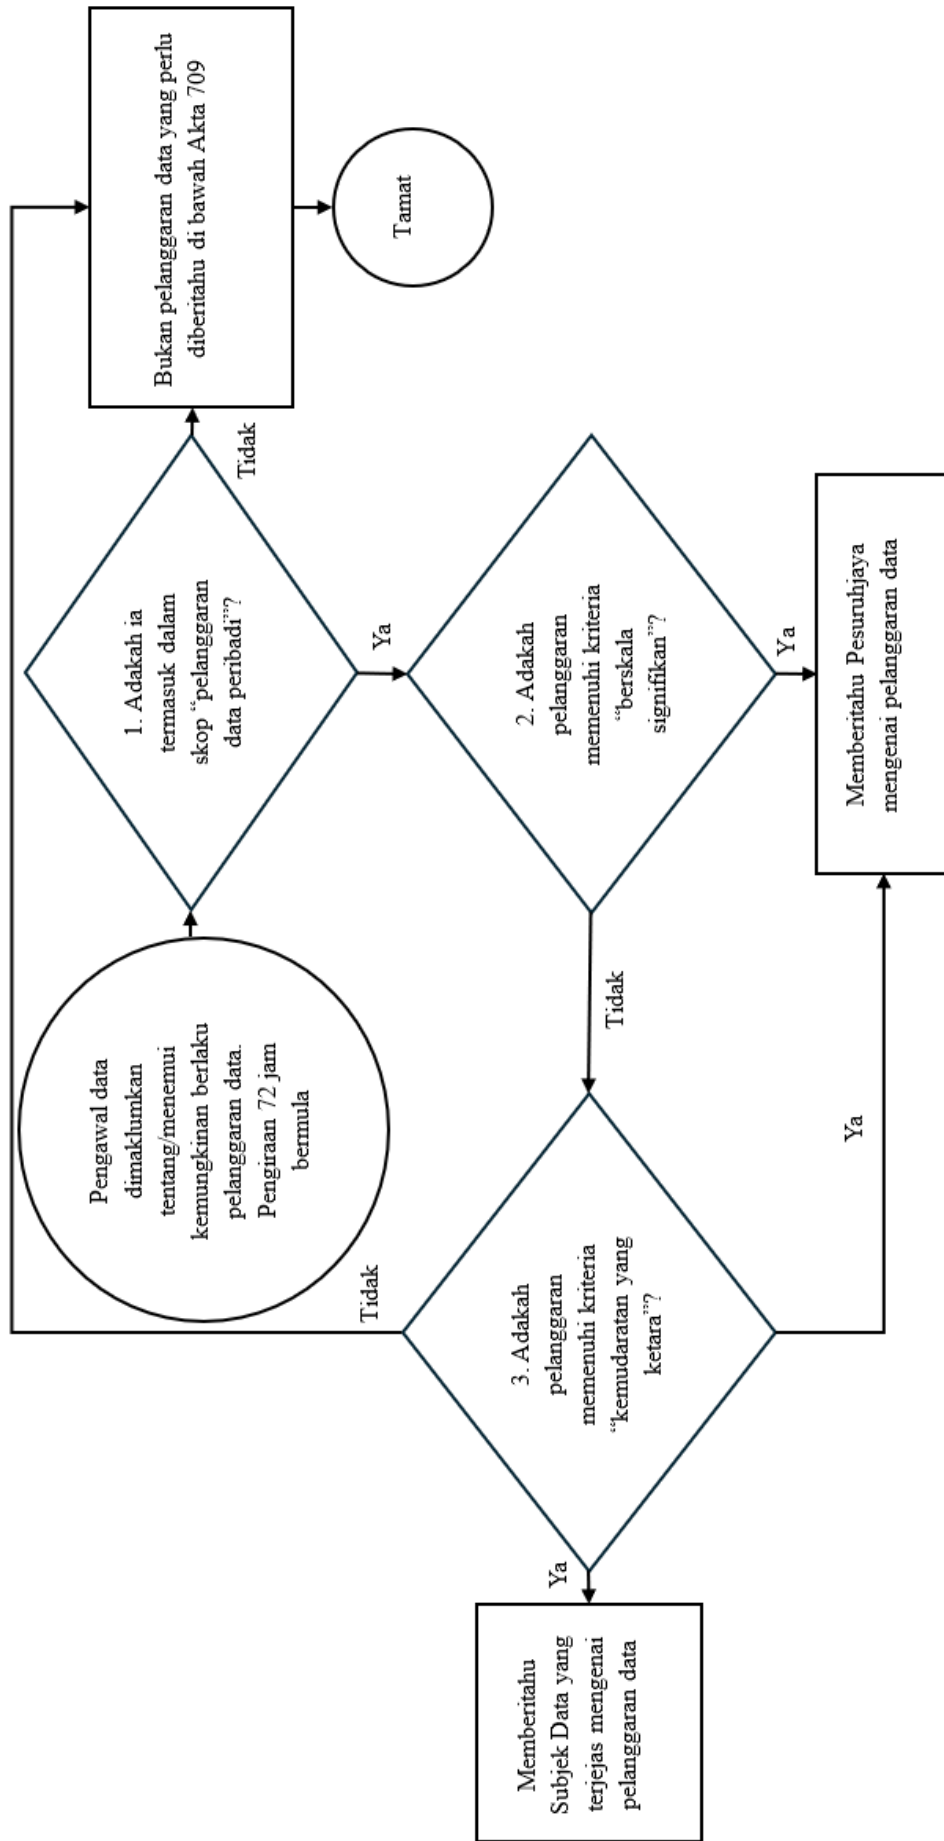 Pengawal data
dimaklumkan
tentang/menemui
kemungkinan berlaku
pelanggaran data.
Pengiraan 72 jam
bermula
1. Adakah ia
termasuk dalam
skop “pelanggaran
data peribadi”?
Tidak
Bukan pelanggaran data yang perlu
diberitahu di bawah Akta 709
Tamat
Ya
2. Adakah
pelanggaran
memenuhi kriteria
“berskala
signifikan”?
Ya
Memberitahu Pesuruhjaya
mengenai pelanggaran data
Tidak
3. Adakah
pelanggaran
memenuhi kriteria
“kemudaratan yang
ketara”?
Tidak
Ya
Ya
Memberitahu
Subjek Data yang
terjejas mengenai
pelanggaran data